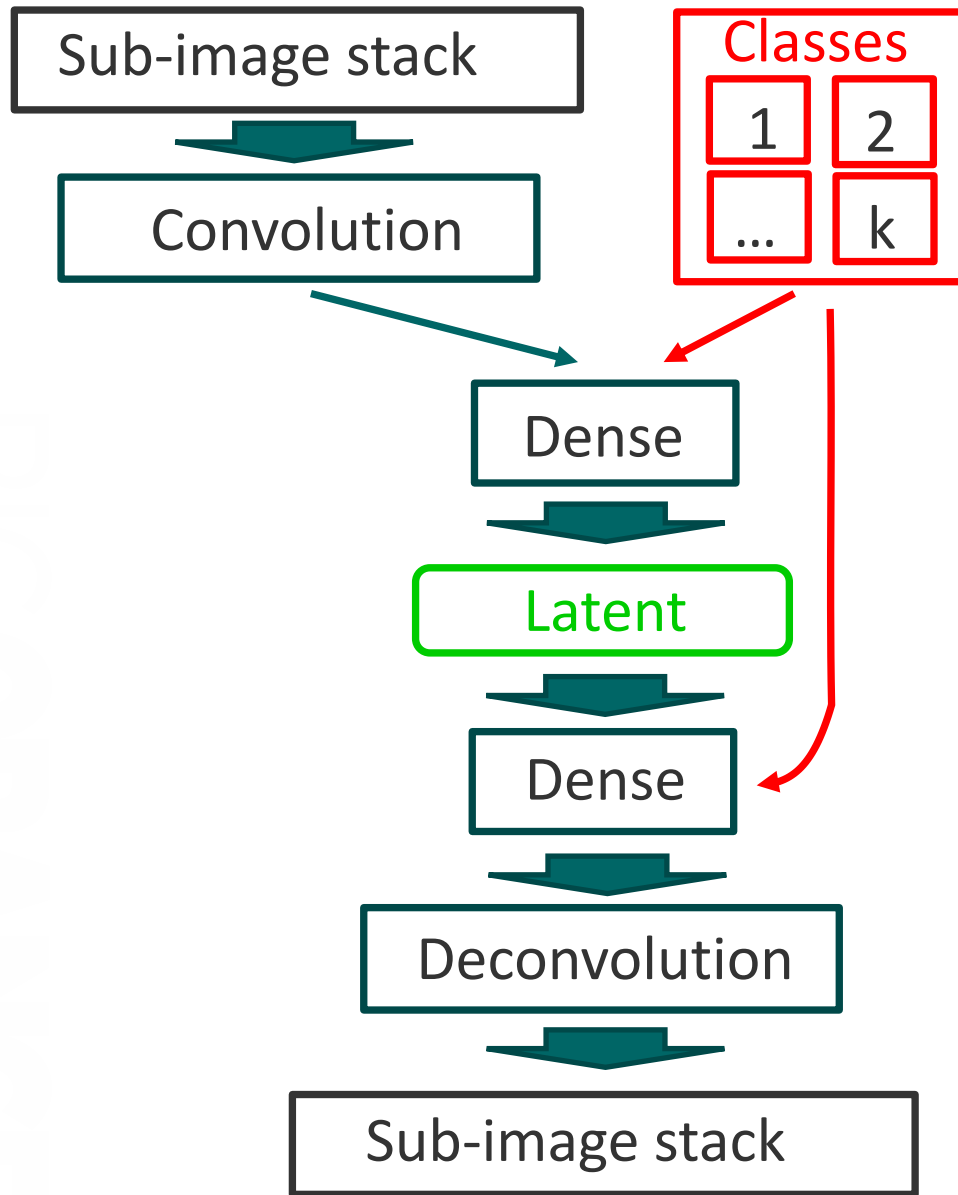 Sub-image stack
Classes
1 2
... k
Convolution
Dense
Latent
Dense
Deconvolution
Sub-image stack